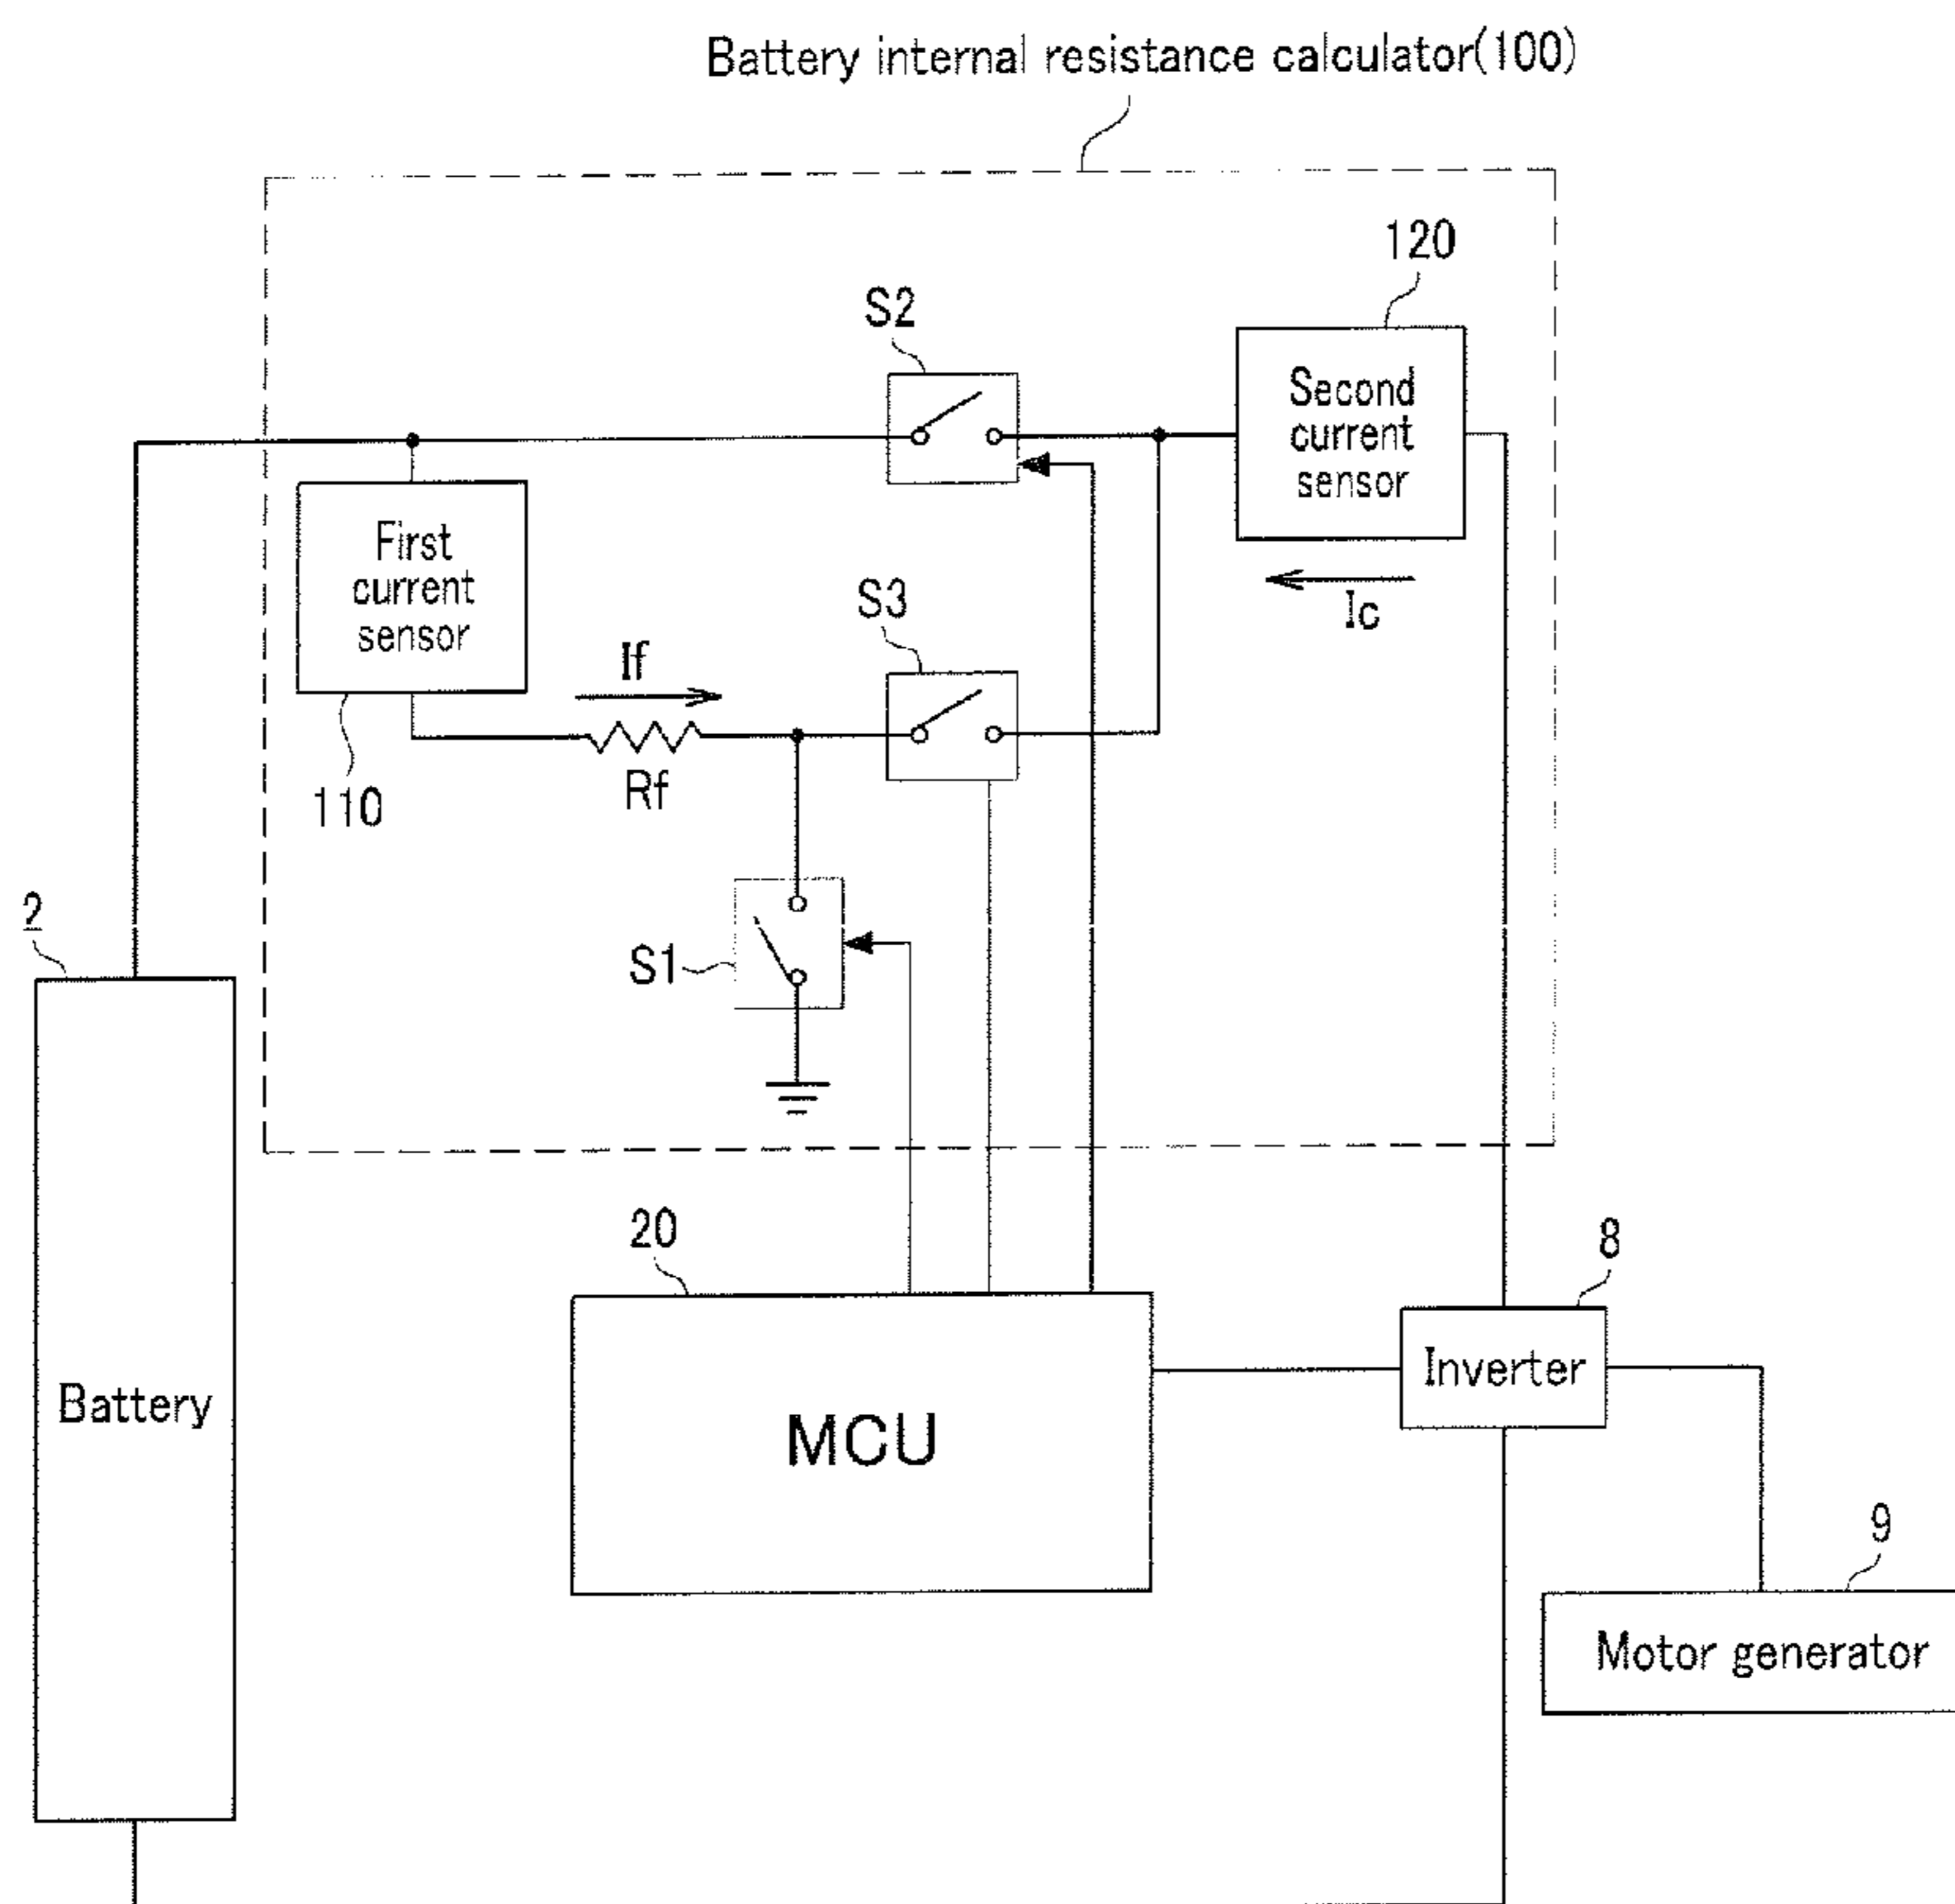 Battery internal resistance calculator(100)
120
S2
Second
current
sensor
First
current
sensor
S3
Ic
If
Rf
110
2
S1
20
8
Inverter
Battery
MCU
9
Motor generator